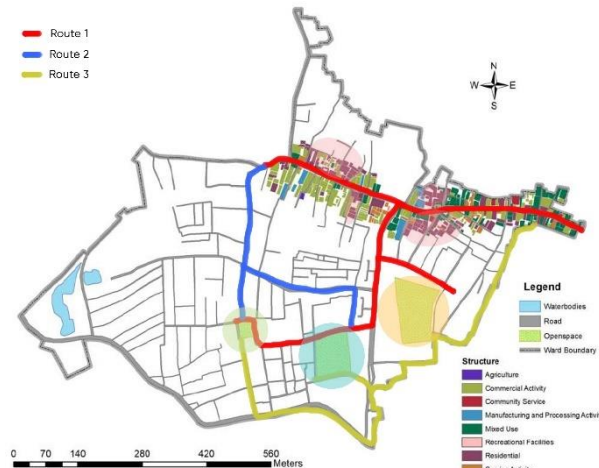 Route 1
Route 2
Route 3
N
W E
S
Legend
Waterbodies
Road
Openspace
Ward Boundary
Structure
Agriculture
Commercial Activity
Community Service
Manufacturing and Processing Activit
Mixed Use
Recreational Facilities
Residential
0 70 140 280 420 560
Meters